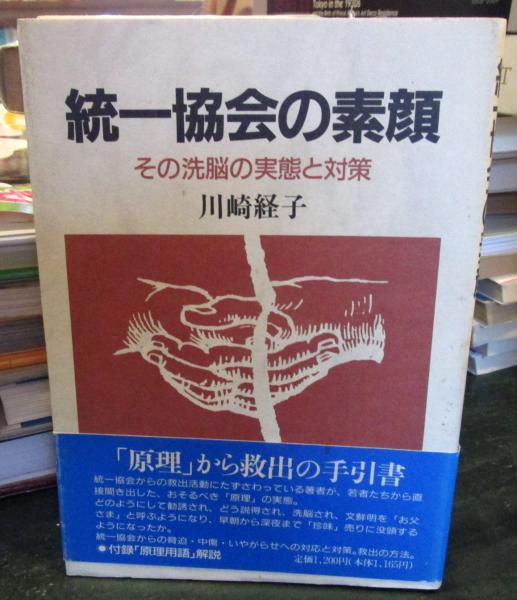 Tokyo in the 1930s
統一協会の素顔
その洗脳の実態と対策
川崎経子
「原理」から救出の手引書
統一協会からの救出活動にたずさわっている著者が、若者たちから直
接聞き出した、おそるべき「原理」の実態。
どのようにして勧誘され、どう説得され、洗脳され、文鮮明を「お父
さま」と呼ぶようになり、早朝から深夜まで「珍味」売りに没頭する
ようになったか。
統一協会からの脅迫・中傷・いやがらせへの対応と対策。救出の方法。
●付録「原理用語」解説
定価1,200円(本体1,165円)